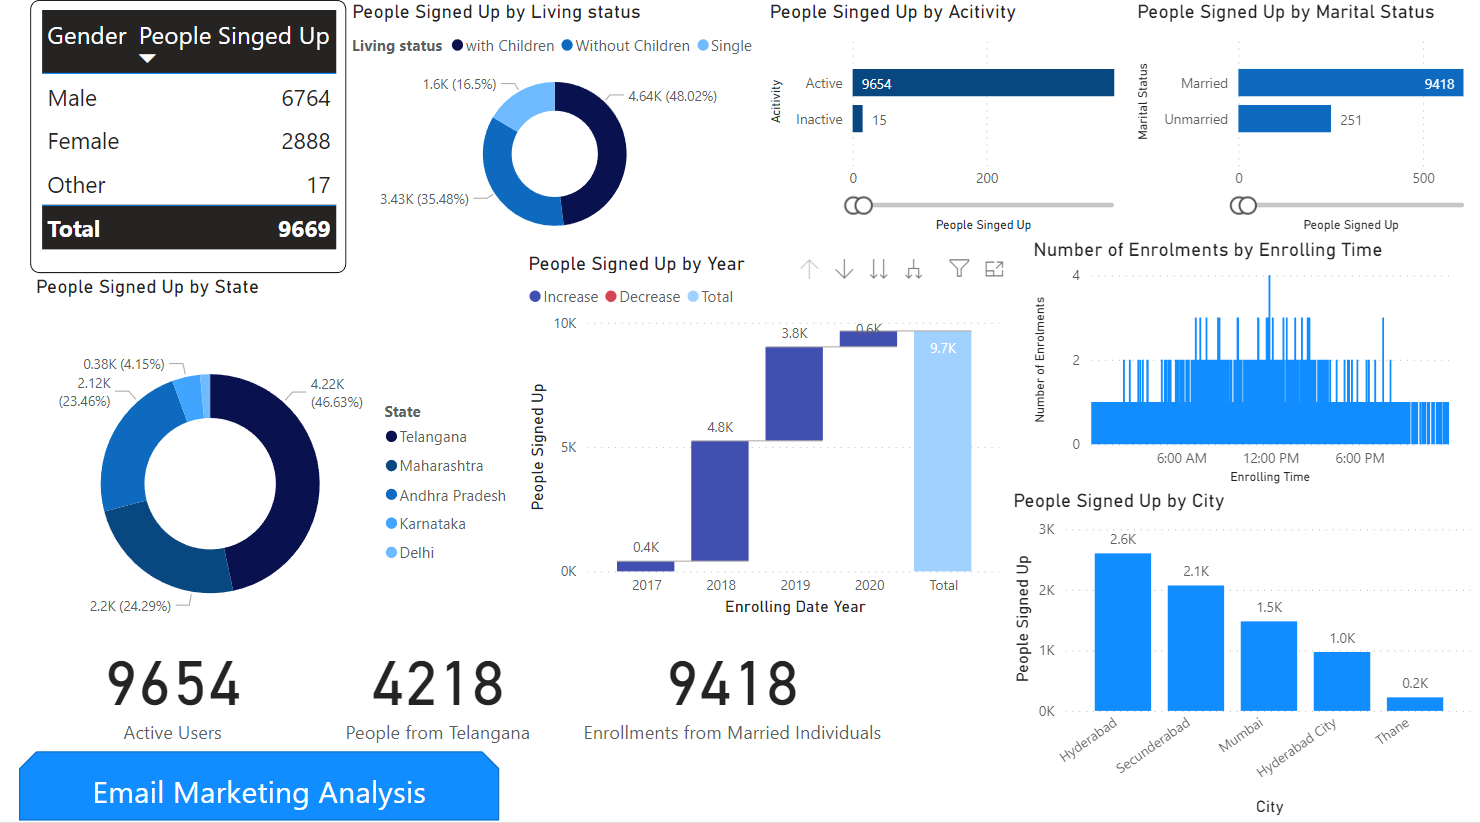 Gender People Singed Up
Male 6764
Female 2888
Other 17
Total 9669
People Signed Up by Living status
Living status with Children Without Children Single
1.6K (16.5%)
4.64K (48.02%)
3.43K (35.48%)
People Singed Up by Acitivity
Acitivity
Active 9654
Inactive 15
0 200
People Singed Up
People Signed Up by Marital Status
Marital Status
Married 9418
Unmarried 251
0 500
People Signed Up
People Signed Up by State
0.38K (4.15%)
2.12K
(23.46%)
4.22K
(46.63%)
2.2K (24.29%)
State
Telangana
Maharashtra
Andhra Pradesh
Karnataka
Delhi
People Signed Up by Year
Increase Decrease Total
People Signed Up
10K
5K
0K
0.4K
4.8K
3.8K
0.6K
9.7K
2017 2018 2019 2020 Total
Enrolling Date Year
Number of Enrolments by Enrolling Time
Number of Enrolments
4
2
0
6:00 AM 12:00 PM 6:00 PM
Enrolling Time
People Signed Up by City
People Signed Up
3K
2K
1K
0K
2.6K
2.1K
1.5K
1.0K
0.2K
Hyderabad
Secunderabad
Mumbai
Hyderabad City
Thane
City
9654
Active Users
4218
People from Telangana
9418
Enrollments from Married Individuals
Email Marketing Analysis